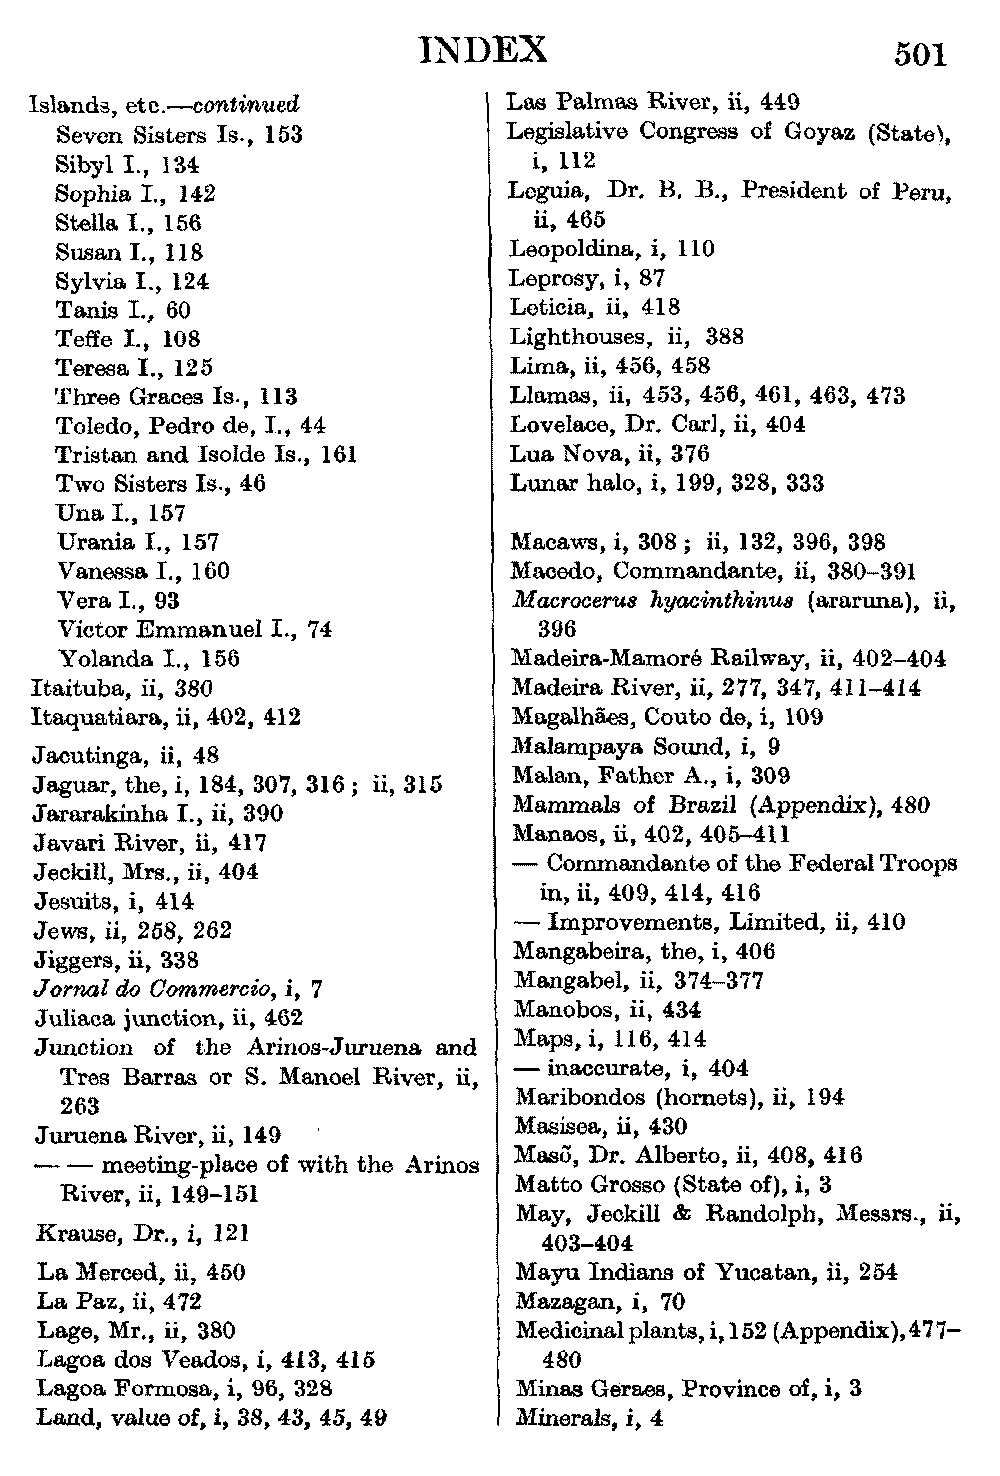 INDEX 501
Islands, etc.—continued
Seven Sisters Is., 153
Sibyl I., 134
Sophia I., 142
Stella I., 156
Susan I., 118
Sylvia I., 124
Tanis I., 60
Teffe I., 108
Teresa I., 125
Three Graces Is., 113
Toledo, Pedro de, I., 44
Tristan and Isolde Is., 161
Two Sisters Is., 46
Una I., 157
Urania I., 157
Vanessa I., 160
Vera I., 93
Victor Emmanuel I., 74
Yolanda I., 156
Itaituba, ii, 380
Itaquatiara, ii, 402, 412
Jacutinga, ii, 48
Jaguar, the, i, 184, 307, 316; ii, 315
Jararakinha I., ii, 390
Javari River, ii, 417
Jeckill, Mrs., ii, 404
Jesuits, i, 414
Jews, ii, 258, 262
Jiggers, ii, 338
Jornal do Commercio, i, 7
Juliaca junction, ii, 462
Junction of the Arinos-Juruena and
Tres Barras or S. Manoel River, ii,
263
Juruena River, ii, 149
— — meeting-place of with the Arinos
River, ii, 149–151
Krause, Dr., i, 121
La Merced, ii, 450
La Paz, ii, 472
Lage, Mr., ii, 380
Lagoa dos Veados, i, 413, 415
Lagoa Formosa, i, 96, 328
Land, value of, i, 38, 43, 45, 49
Las Palmas River, ii, 449
Legislative Congress of Goyaz (State),
i, 112
Leguia, Dr. B. B., President of Peru,
ii, 465
Leopoldina, i, 110
Leprosy, i, 87
Leticia, ii, 418
Lighthouses, ii, 388
Lima, ii, 456, 458
Llamas, ii, 453, 456, 461, 463, 473
Lovelace, Dr. Carl, ii, 404
Lua Nova, ii, 376
Lunar halo, i, 199, 328, 333
Macaws, i, 308; ii, 132, 396, 398
Macedo, Commandante, ii, 380–391
Macrocerus hyacinthinus (araruna), ii,
396
Madeira-Mamoré Railway, ii, 402–404
Madeira River, ii, 277, 347, 411–414
Magalhães, Couto de, i, 109
Malampaya Sound, i, 9
Malan, Father A., i, 309
Mammals of Brazil (Appendix), 480
Manaos, ii, 402, 405–411
— Commandante of the Federal Troops
in, ii, 409, 414, 416
— Improvements, Limited, ii, 410
Mangabeira, the, i, 406
Mangabel, ii, 374–377
Manobos, ii, 434
Maps, i, 116, 414
— inaccurate, i, 404
Maribondos (hornets), ii, 194
Masisea, ii, 430
Masõ, Dr. Alberto, ii, 408, 416
Matto Grosso (State of), i, 3
May, Jeckill & Randolph, Messrs., ii,
403–404
Mayu Indians of Yucatan, ii, 254
Mazagan, i, 70
Medicinal plants, i, 152 (Appendix), 477–
480
Minas Geraes, Province of, i, 3
Minerals, i, 4